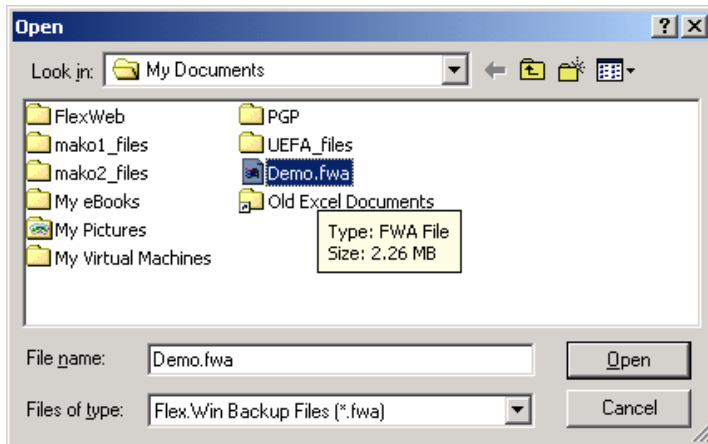 Open
Look in: My Documents
FlexWeb
mako1_files
mako2_files
My eBooks
My Pictures
My Virtual Machines
PGP
UEFA_files
Demo.fwa
Old Excel Documents
Type: FWA File
Size: 2.26 MB
File name: Demo.fwa Open
Files of type: Flex.Win Backup Files (*.fwa) Cancel